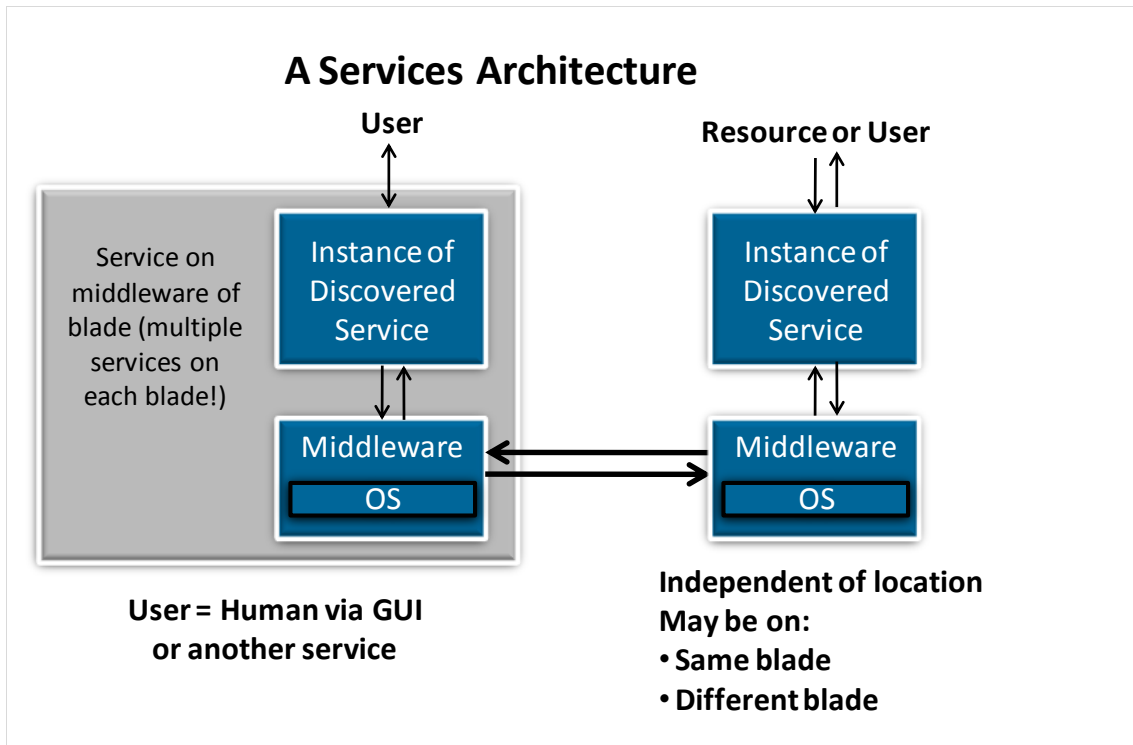 A Services Architecture
User
Resource or User
Service on
middleware of
blade (multiple
services on
each blade!)
Instance of
Discovered
Service
Instance of
Discovered
Service
Middleware
OS
Middleware
OS
User = Human via GUI
or another service
Independent of location
May be on:
• Same blade
• Different blade